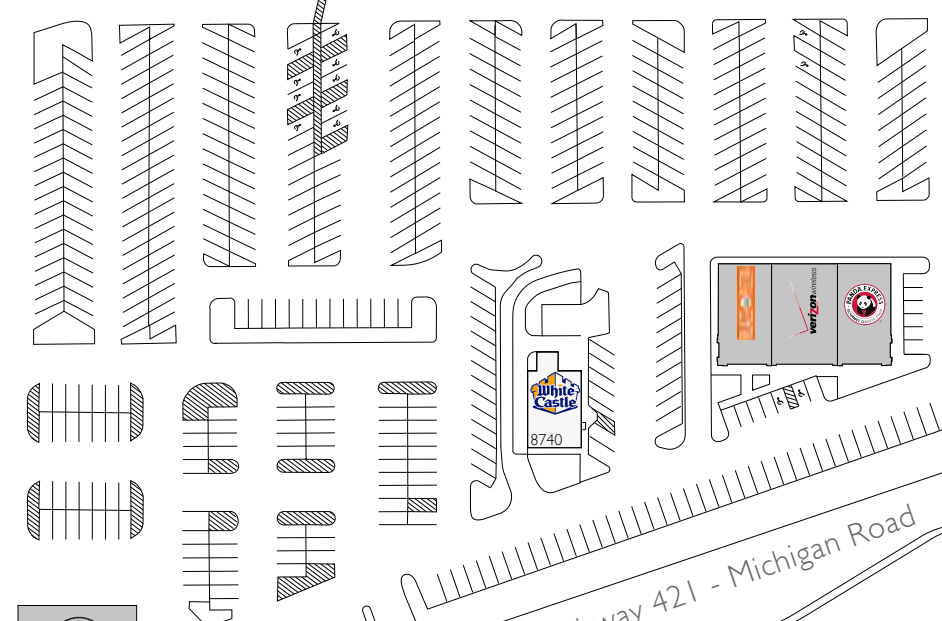 verizon wireless
PANDA EXPRESS
White
Castle
8740
way 421 - Michigan Road